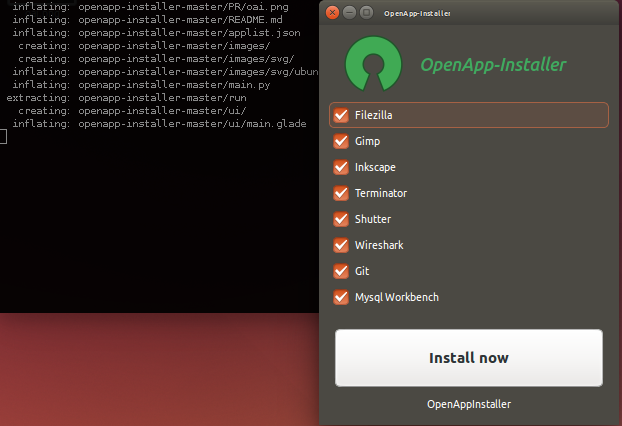 inflating: openapp-installer-master/PR/oai.png
inflating: openapp-installer-master/README.md
inflating: openapp-installer-master/applist.json
creating: openapp-installer-master/images/
creating: openapp-installer-master/images/svg/
inflating: openapp-installer-master/images/svg/ubun
inflating: openapp-installer-master/main.py
extracting: openapp-installer-master/run
creating: openapp-installer-master/ui/
inflating: openapp-installer-master/ui/main.glade
OpenApp-Installer
OpenApp-Installer
Filezilla
Gimp
Inkscape
Terminator
Shutter
Wireshark
Git
Mysql Workbench
Install now
OpenAppInstaller